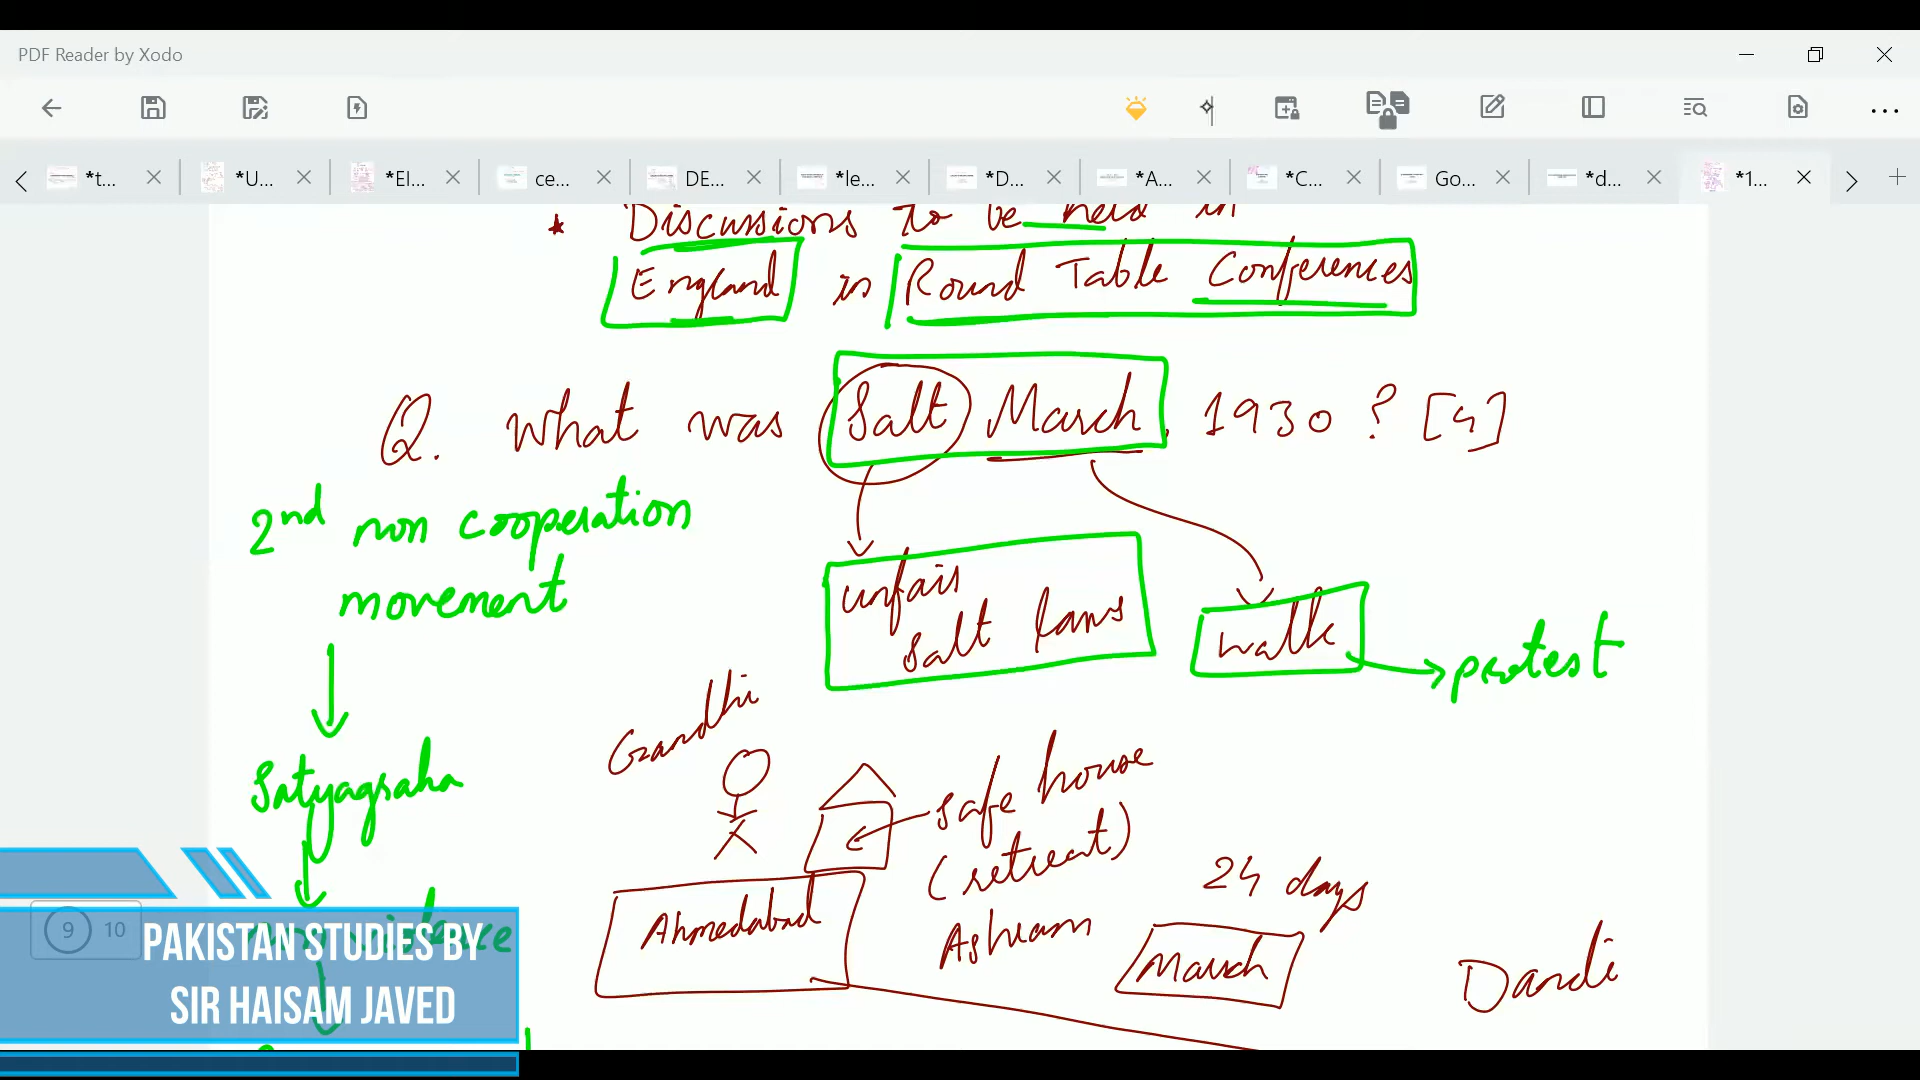 PDF Reader by Xodo
*t... *U... *El... ce... DE... *le... *D... *A... *C... Go... *d... *1...
* Discussions to be held in
England in Round Table Conferences
Q. What was Salt March, 1930? [4]
2nd non cooperation
movement
unfair
salt laws
walk
protest
Gandhi
Satyagraha
safe house
(retreat)
Ashram
24 days
Ahmedabad
March
Dandi
9 10
PAKISTAN STUDIES BY
SIR HAISAM JAVED